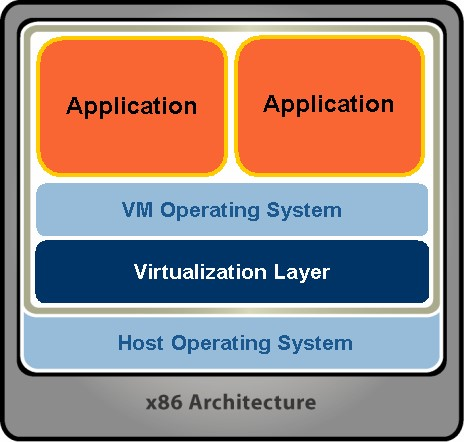 Application
Application
VM Operating System
Virtualization Layer
Host Operating System
x86 Architecture